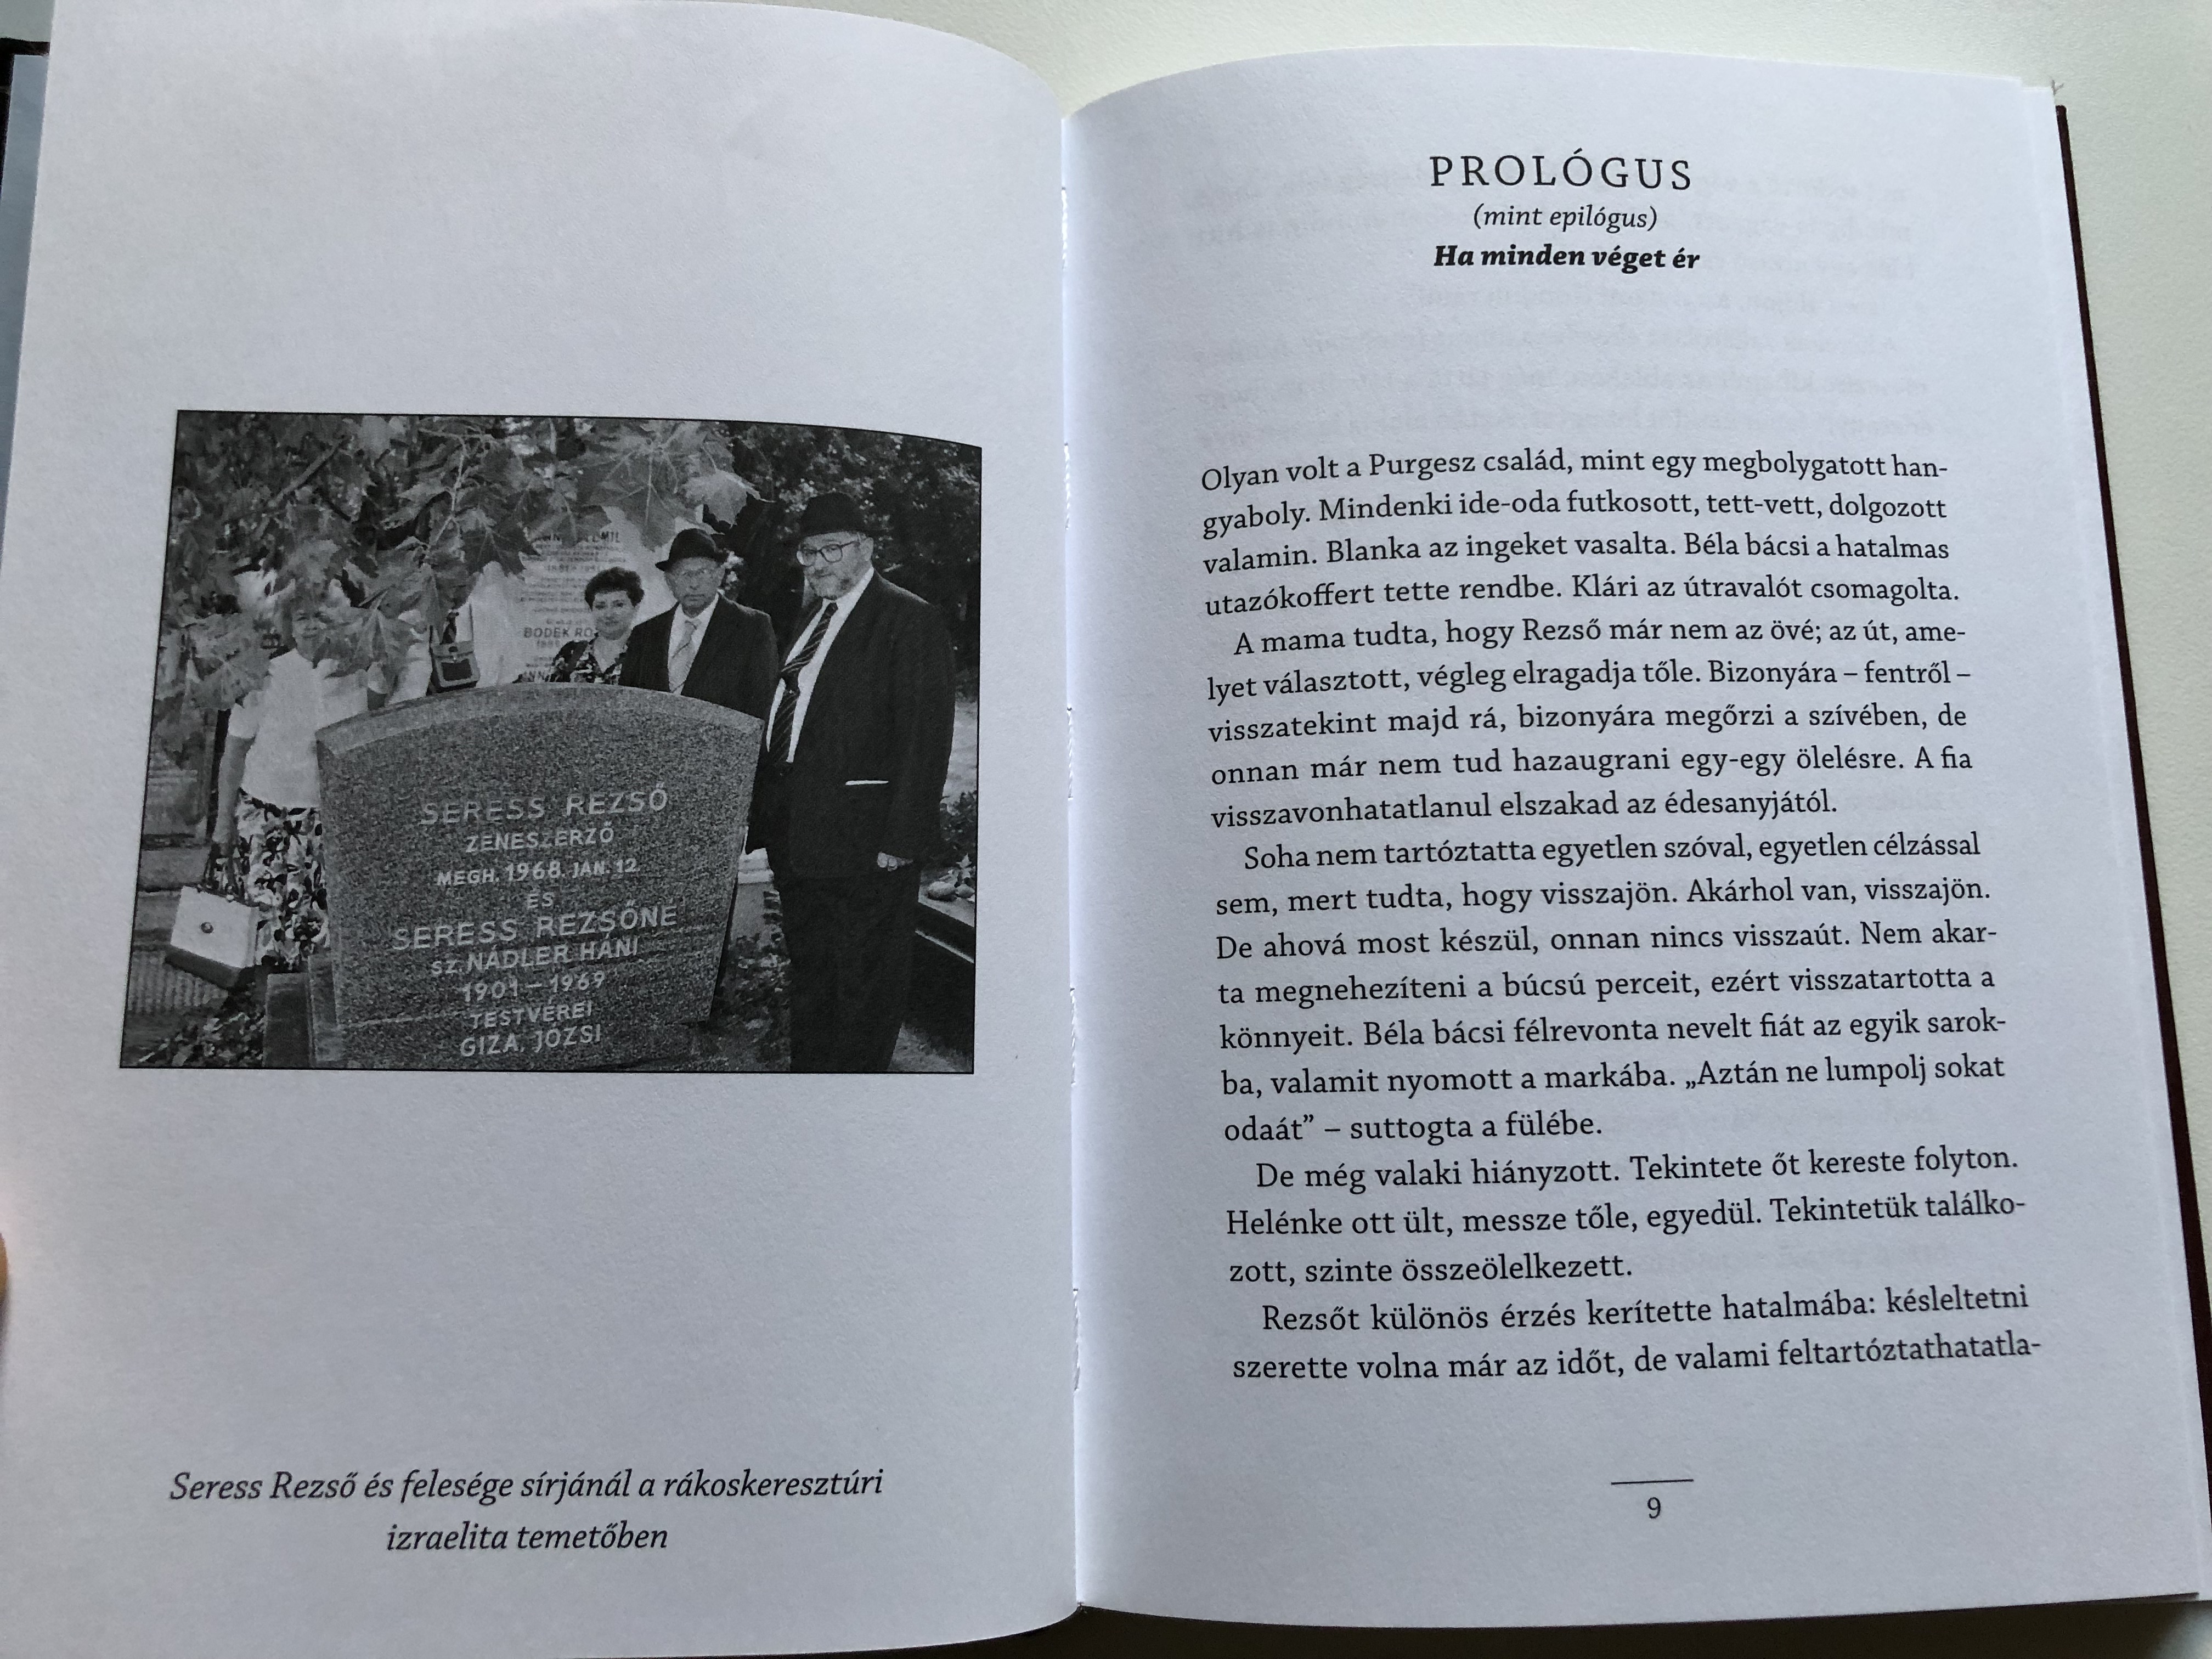 BODEK
SERESS REZSŐ
ZENESZERZŐ
MEGH. 1968. JAN. 12.
ÉS
SERESS REZSŐNÉ
SZ. NÁDLER HÁNI
1901 – 1969
TESTVÉREI
GIZA, JÓZSI
Seress Rezső és felesége sírjánál a rákoskeresztúri
izraelita temetőben
PROLÓGUS
(mint epilógus)
Ha minden véget ér
Olyan volt a Purgesz család, mint egy megbolygatott han-
gyaboly. Mindenki ide-oda futkosott, tett-vett, dolgozott
valamin. Blanka az ingeket vasalta. Béla bácsi a hatalmas
utazókoffert tette rendbe. Klári az útravalót csomagolta.
A mama tudta, hogy Rezső már nem az övé; az út, ame-
lyet választott, végleg elragadja tőle. Bizonyára – fentről –
visszatekint majd rá, bizonyára megőrzi a szívében, de
onnan már nem tud hazaugrani egy-egy ölelésre. A fia
visszavonhatatlanul elszakad az édesanyjától.
Soha nem tartóztatta egyetlen szóval, egyetlen célzással
sem, mert tudta, hogy visszajön. Akárhol van, visszajön.
De ahová most készül, onnan nincs visszaút. Nem akar-
ta megnehezíteni a búcsú perceit, ezért visszatartotta a
könnyeit. Béla bácsi félrevonta nevelt fiát az egyik sarok-
ba, valamit nyomott a markába. „Aztán ne lumpolj sokat
odaát” – suttogta a fülébe.
De még valaki hiányzott. Tekintete őt kereste folyton.
Helénke ott ült, messze tőle, egyedül. Tekintetük találko-
zott, szinte összeölelkezett.
Rezsőt különös érzés kerítette hatalmába: késleltetni
szerette volna már az időt, de valami feltartóztathatatla-
9